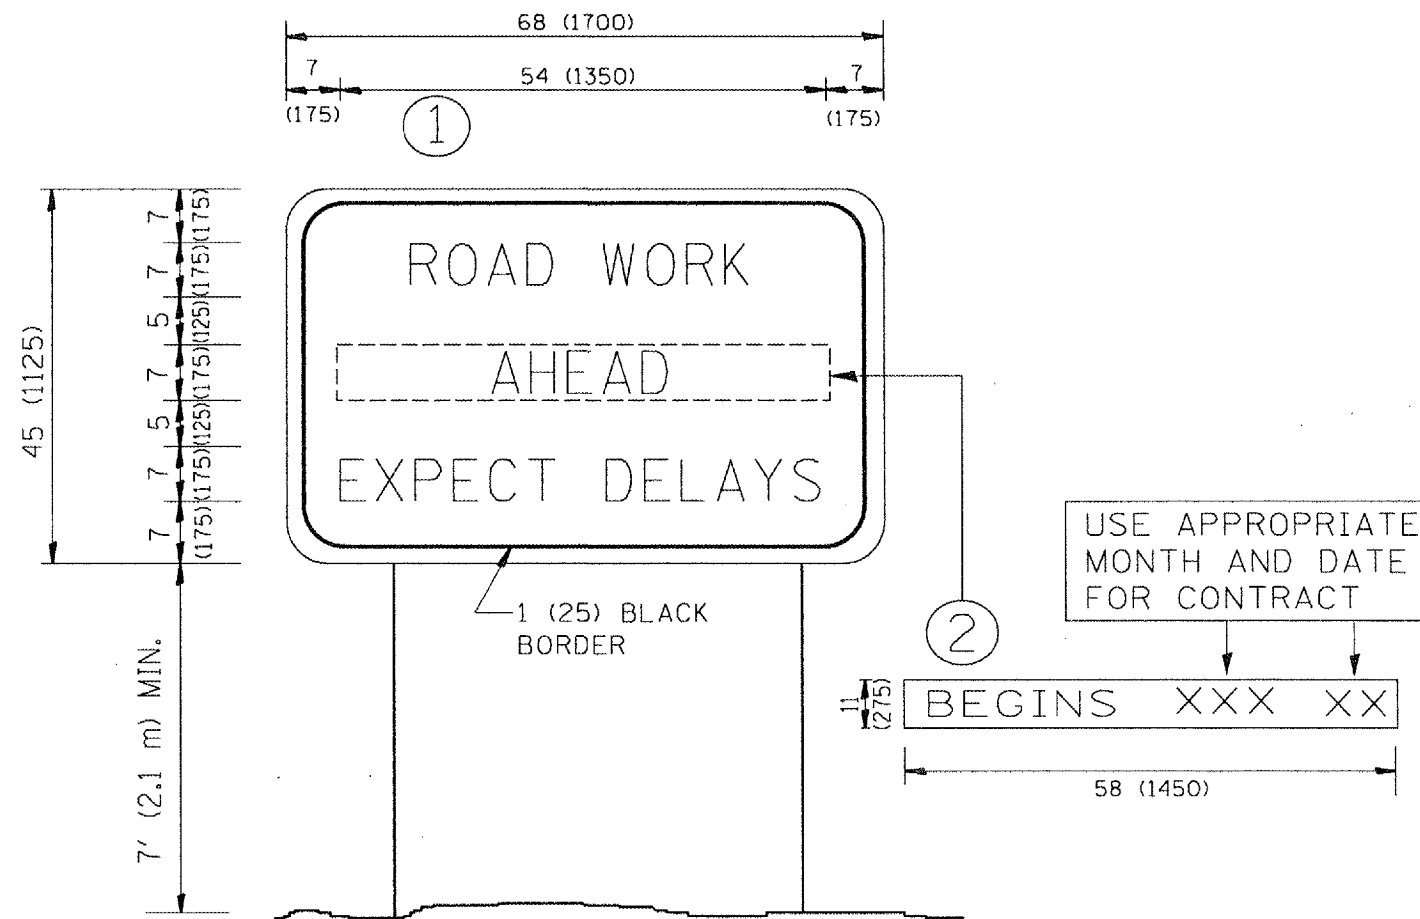 68 (1700)
7
54 (1350)
7
(175)
(175)
1
45 (1125)
7 (175)
7 (175)
5 (125)
7 (175)
5 (125)
7 (175)
7 (175)
ROAD WORK
AHEAD
EXPECT DELAYS
1 (25) BLACK
BORDER
7' (2.1 m) MIN.
USE APPROPRIATE
MONTH AND DATE
FOR CONTRACT
2
11
(275)
BEGINS XXX XX
58 (1450)